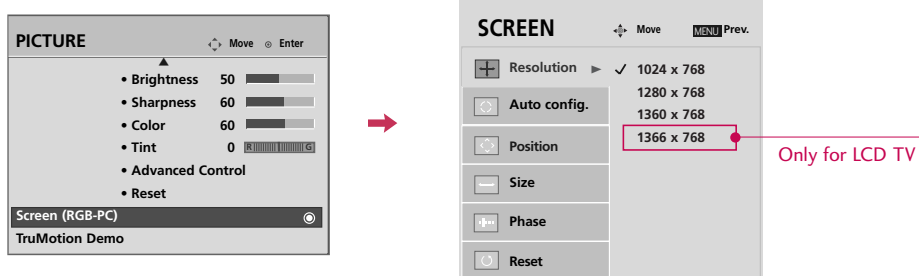 PICTURE Move Enter
• Brightness 50
• Sharpness 60
• Color 60
• Tint 0 R G
• Advanced Control
• Reset
Screen (RGB-PC)
TruMotion Demo
SCREEN Move MENU Prev.
Resolution ► ✓ 1024 x 768
1280 x 768
Auto config.
1360 x 768
1366 x 768
Only for LCD TV
Position
Size
Phase
Reset